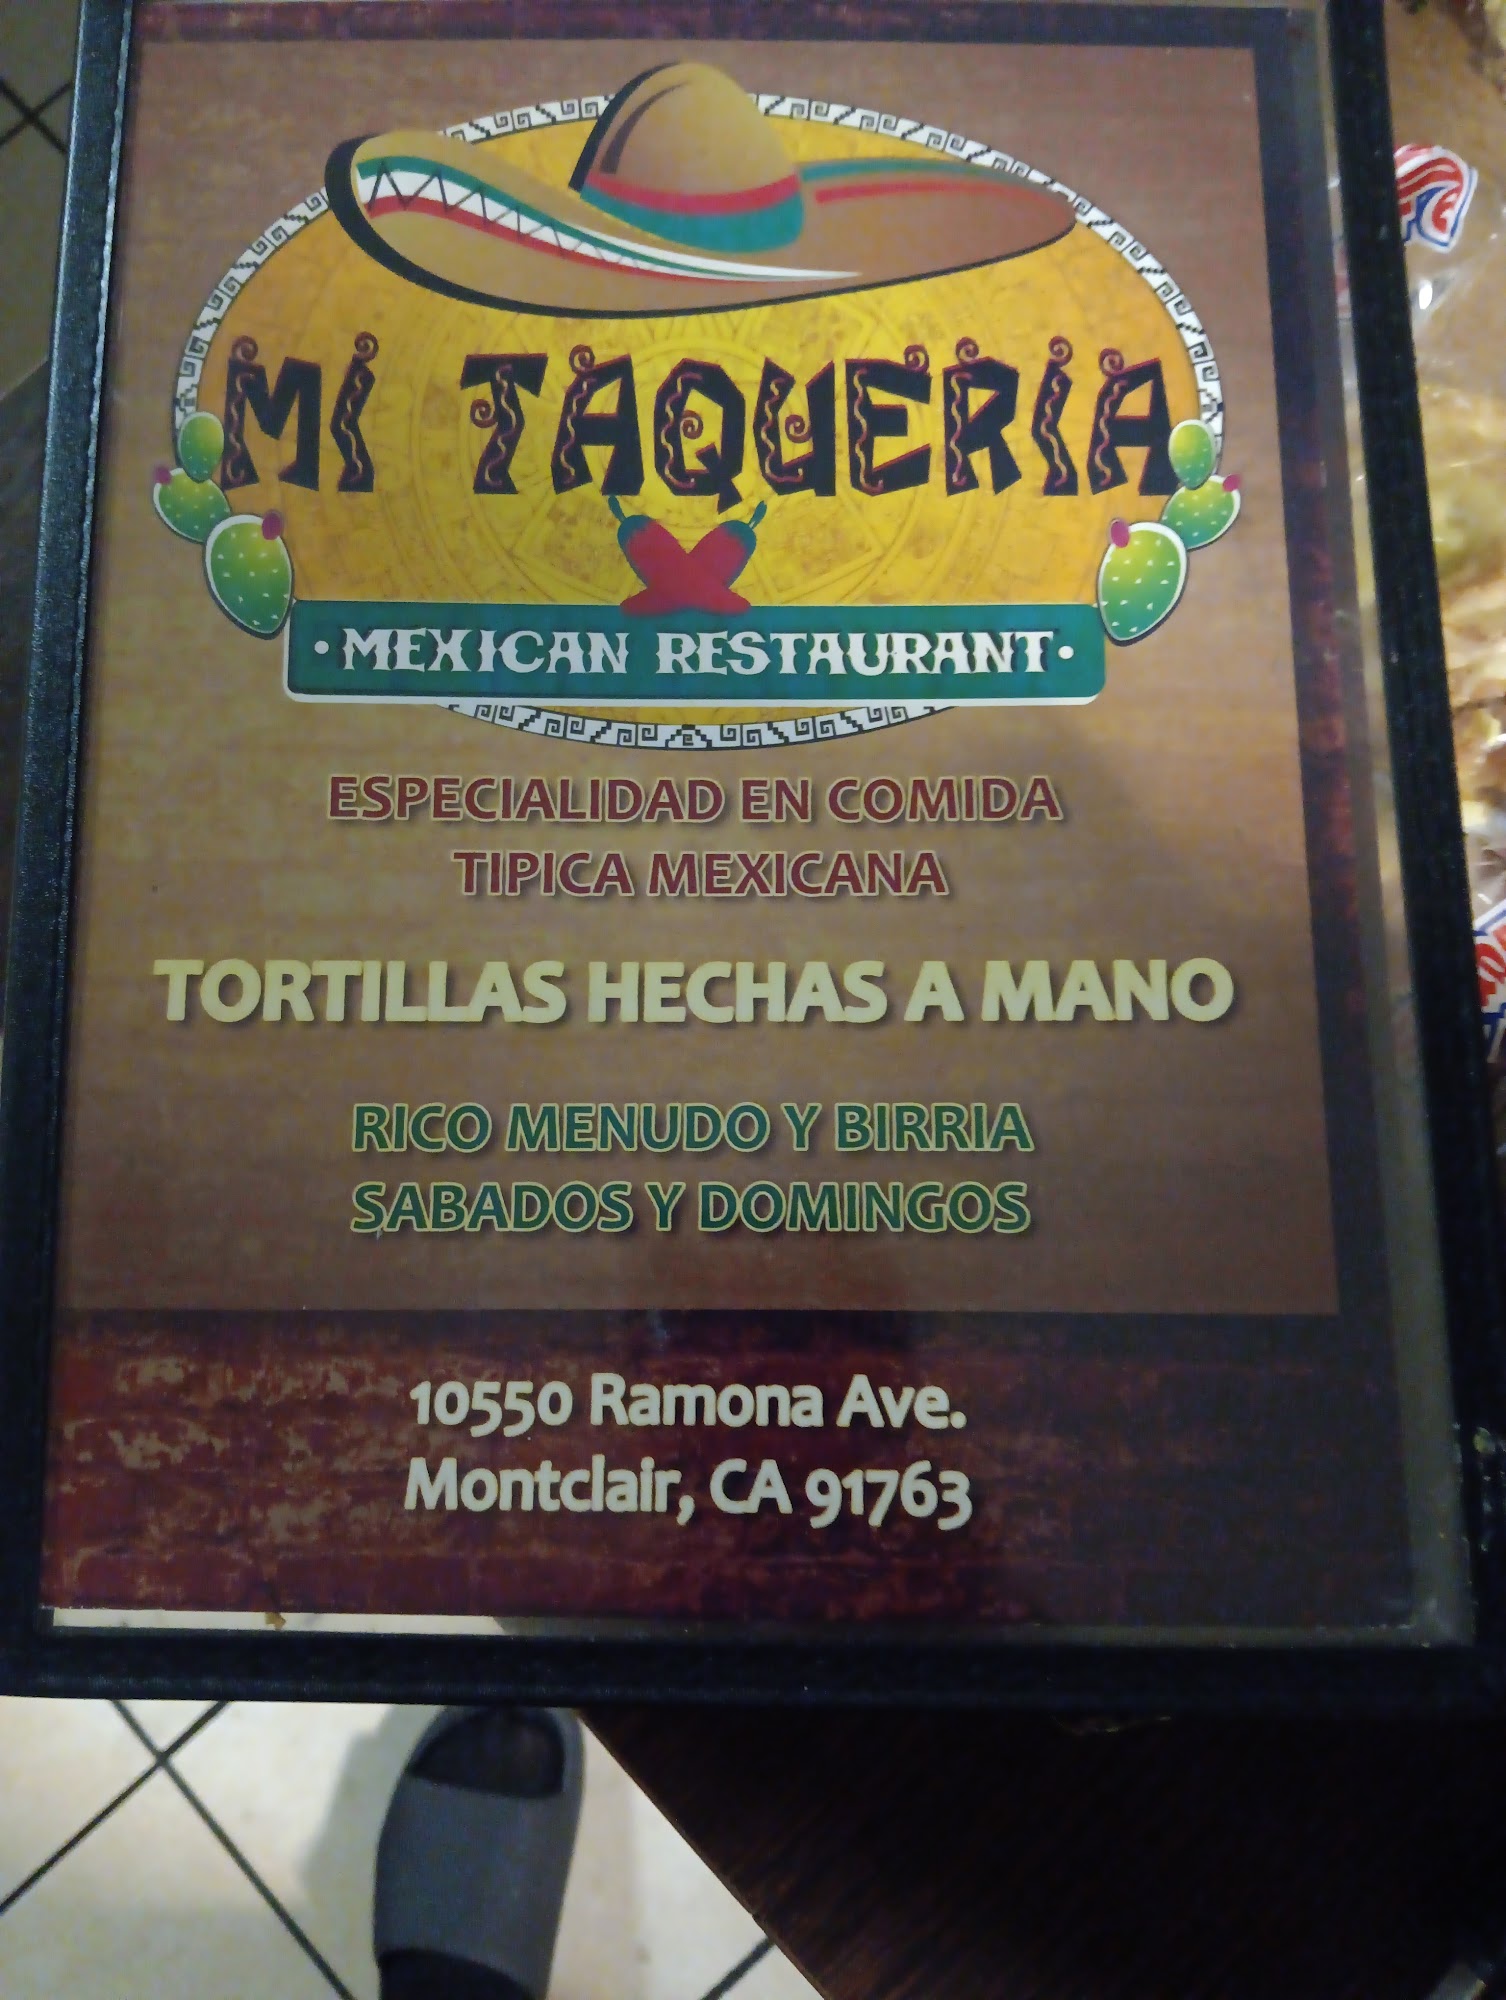 MI TAQUERIA
• MEXICAN RESTAURANT •
ESPECIALIDAD EN COMIDA
TIPICA MEXICANA
TORTILLAS HECHAS A MANO
RICO MENUDO Y BIRRIA
SABADOS Y DOMINGOS
10550 Ramona Ave.
Montclair, CA 91763